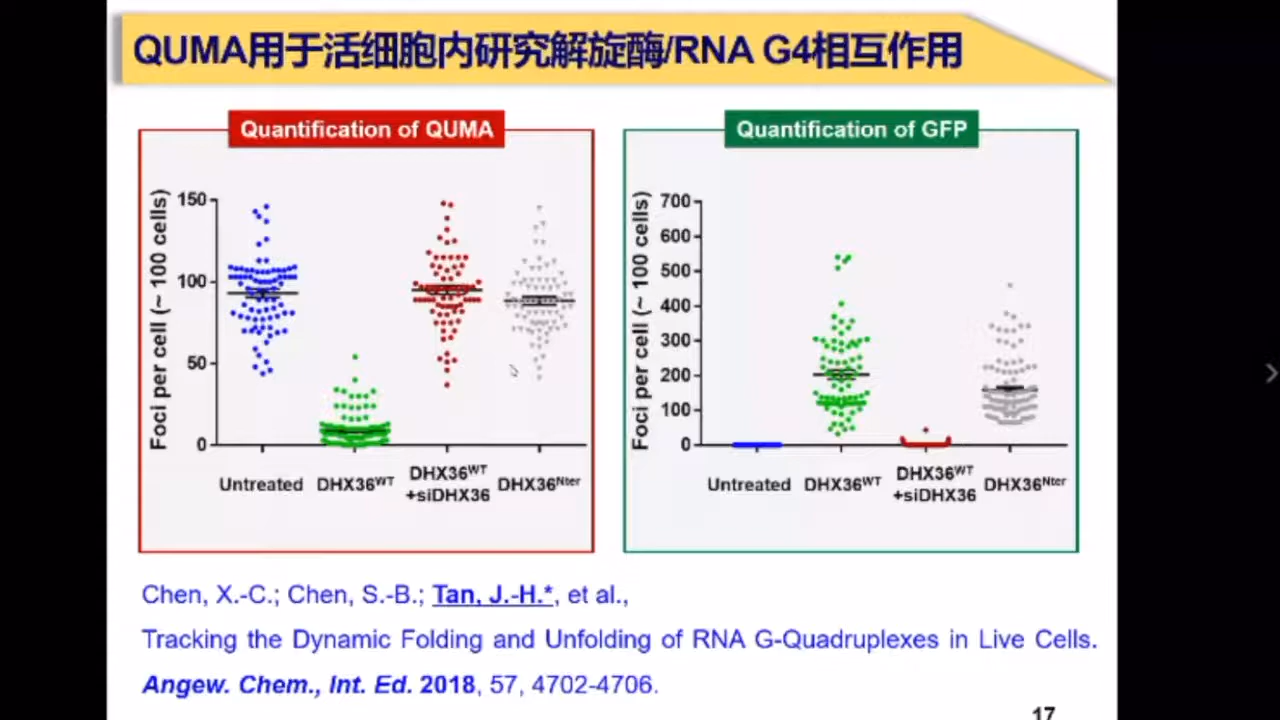 QUMA用于活细胞内研究解旋酶/RNA G4相互作用
Quantification of QUMA
Foci per cell (~ 100 cells)
150
100
50
0
Untreated
DHX36WT
DHX36WT
+siDHX36
DHX36Nter
Quantification of GFP
Foci per cell (~ 100 cells)
700
600
500
400
300
200
100
0
Untreated
DHX36WT
DHX36WT
+siDHX36
DHX36Nter
Chen, X.-C.; Chen, S.-B.; Tan, J.-H.*, et al.,
Tracking the Dynamic Folding and Unfolding of RNA G-Quadruplexes in Live Cells.
Angew. Chem., Int. Ed. 2018, 57, 4702-4706.
17